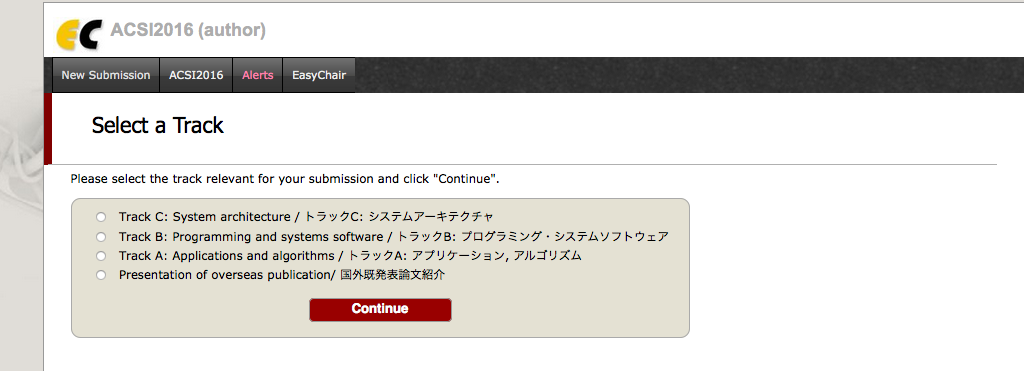 EC ACSI2016 (author)
New Submission ACSI2016 Alerts EasyChair
Select a Track
Please select the track relevant for your submission and click "Continue".
Track C: System architecture / トラックC: システムアーキテクチャ
Track B: Programming and systems software / トラックB: プログラミング・システムソフトウェア
Track A: Applications and algorithms / トラックA: アプリケーション, アルゴリズム
Presentation of overseas publication/ 国外既発表論文紹介
Continue